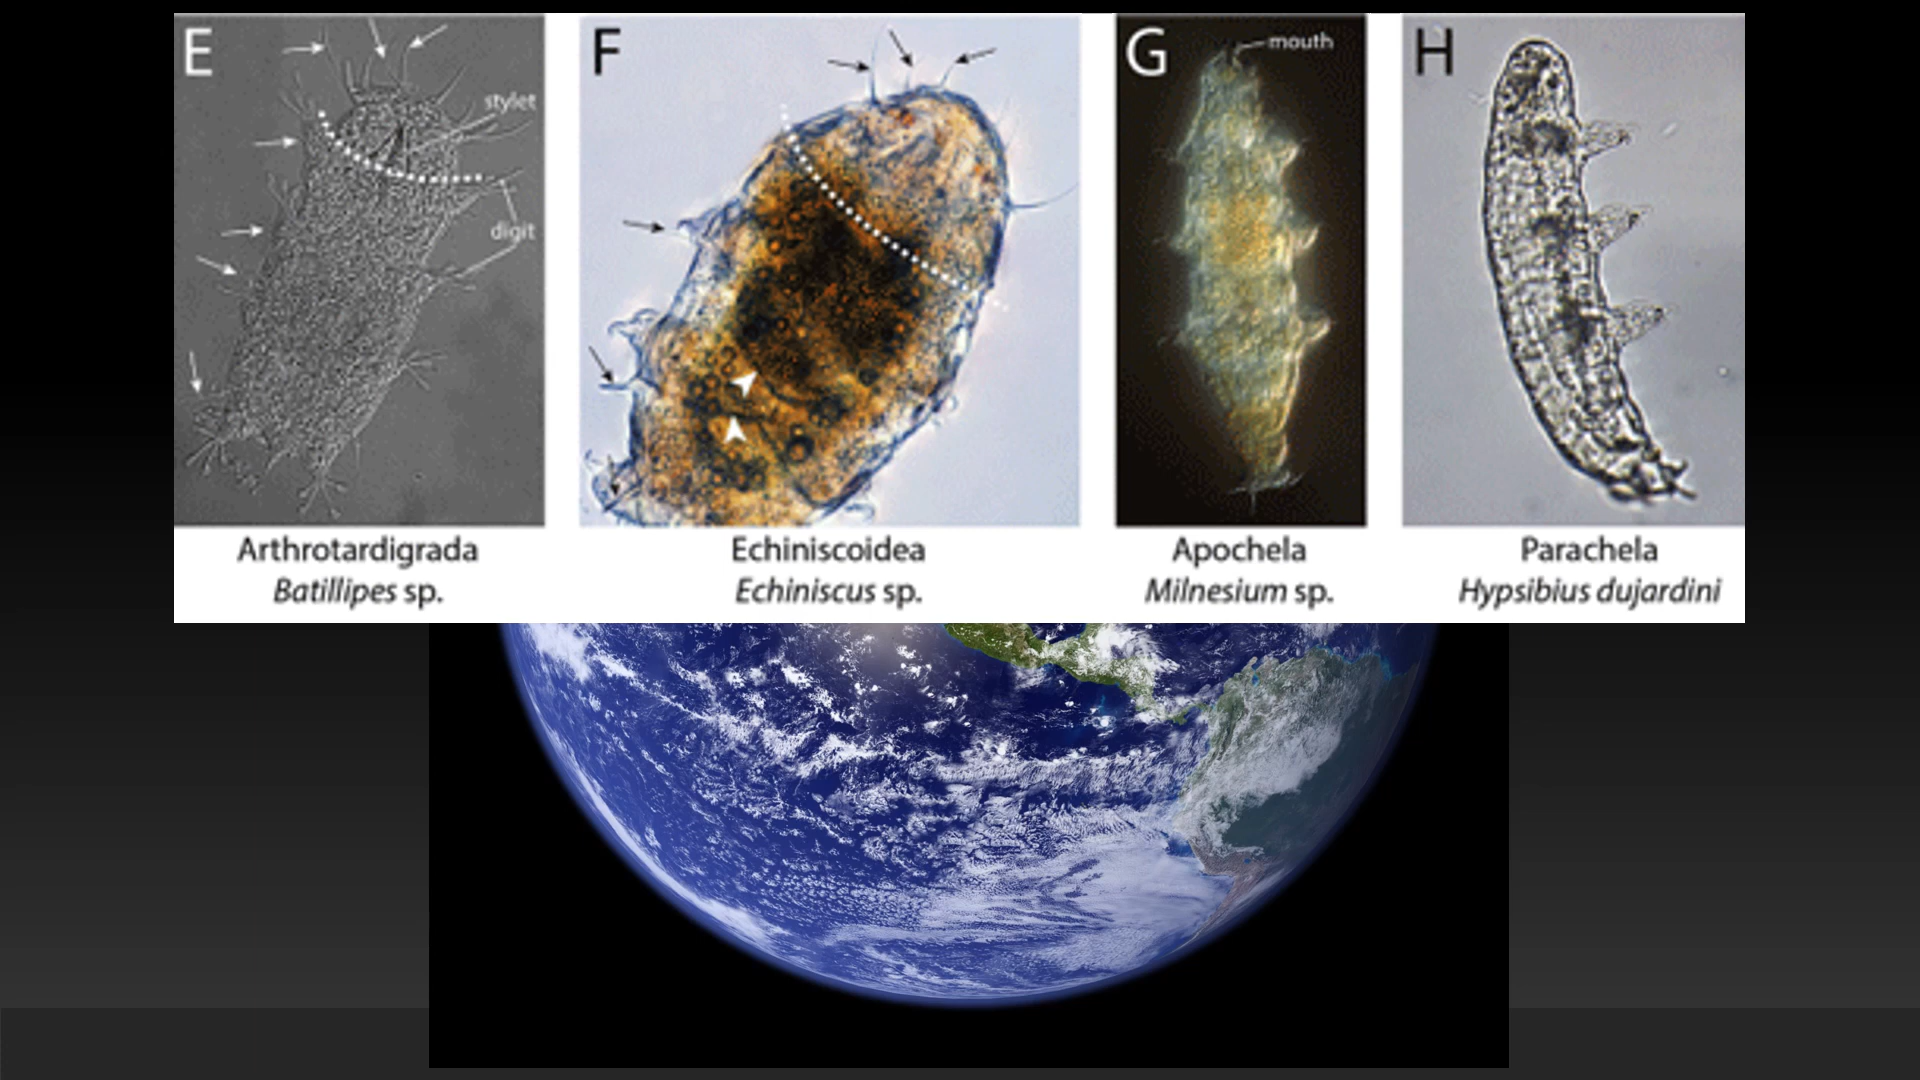 E
F
G
H
mouth
stylet
digit
Arthrotardigrada
Batillipes sp.
Echiniscoidea
Echiniscus sp.
Apochela
Milnesium sp.
Parachela
Hypsibius dujardini